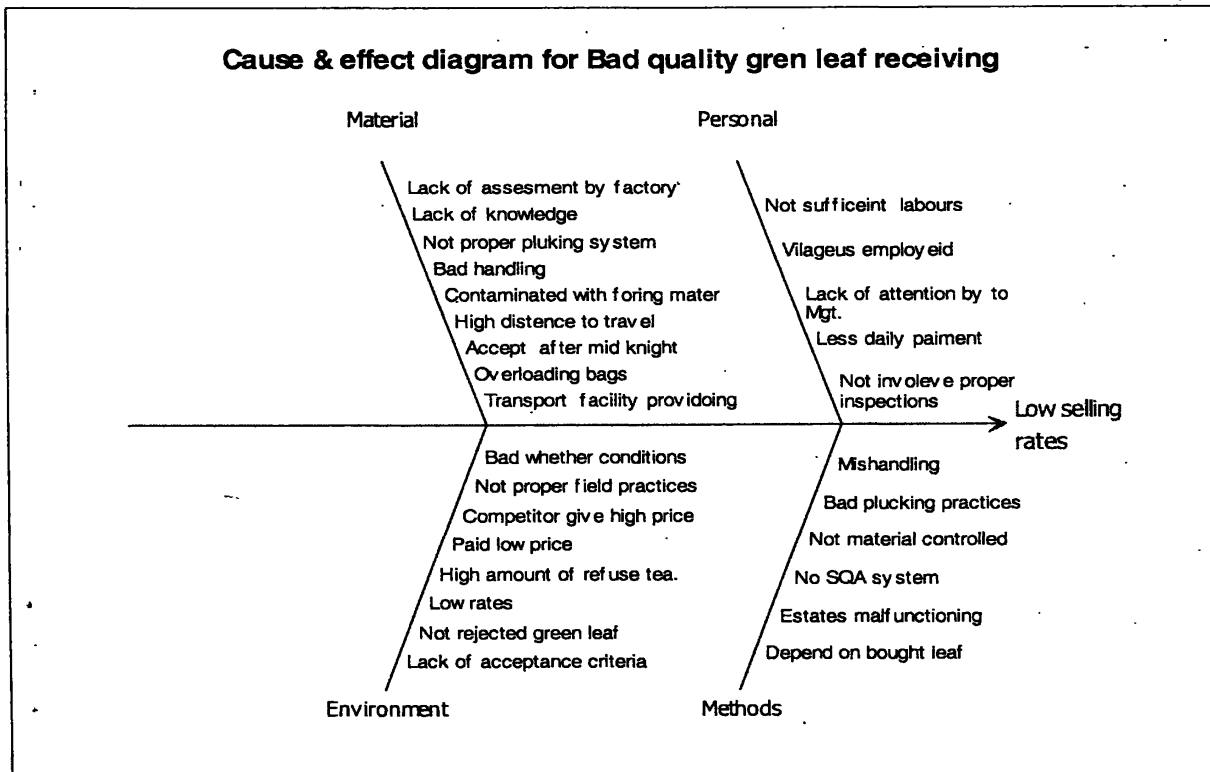 Cause & effect diagram for Bad quality gren leaf receiving
Material
Personal
Lack of assesment by factory
Lack of knowledge
Not proper pluking system
Bad handling
Contaminated with foring mater
High distence to travel
Accept after mid knight
Overloading bags
Transport facility providoing
Not sufficeint labours
Vilageus employeid
Lack of attention by to
Mgt.
Less daily paiment
Not involeve proper
inspections
Low selling
rates
Bad whether conditions
Not proper field practices
Competitor give high price
Paid low price
High amount of refuse tea.
Low rates
Not rejected green leaf
Lack of acceptance criteria
Mishandling
Bad plucking practices
Not material controlled
No SQA system
Estates malfunctioning
Depend on bought leaf
Environment
Methods